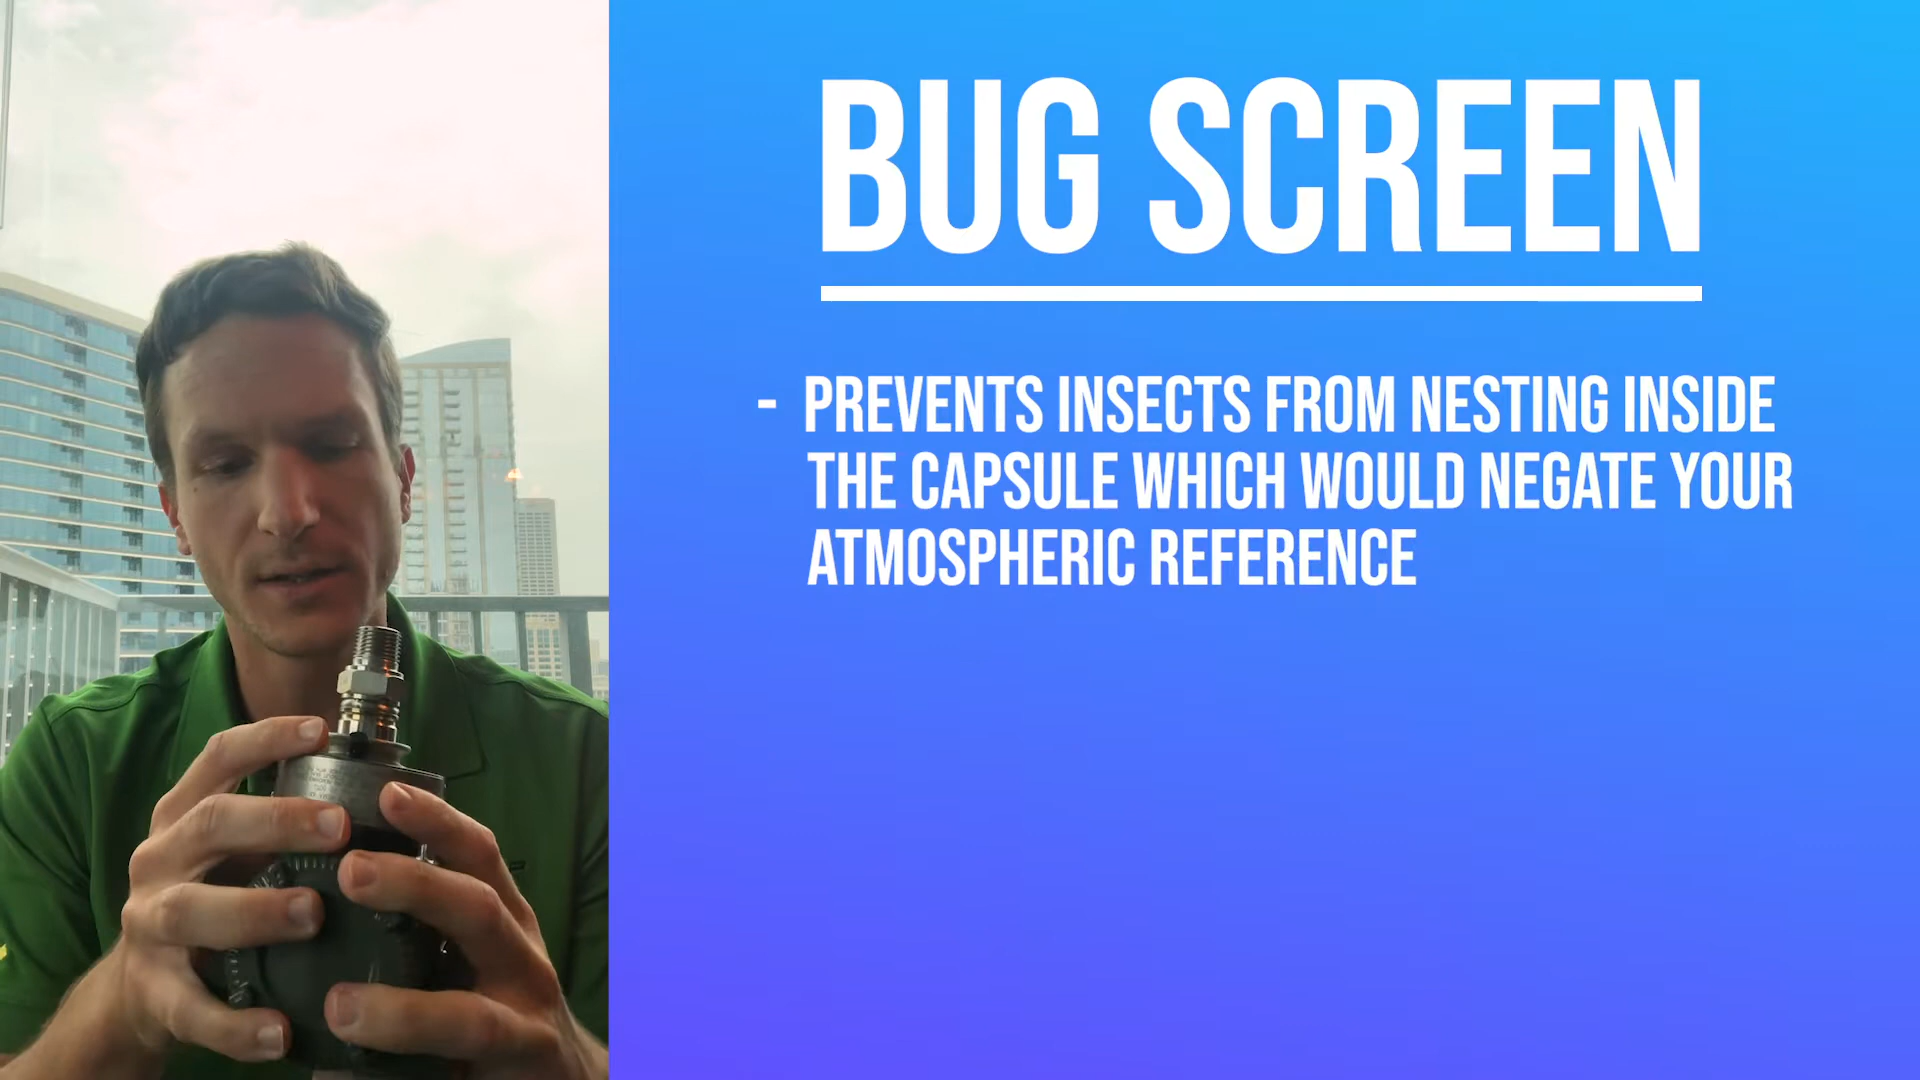 BUG SCREEN
- PREVENTS INSECTS FROM NESTING INSIDE
THE CAPSULE WHICH WOULD NEGATE YOUR
ATMOSPHERIC REFERENCE